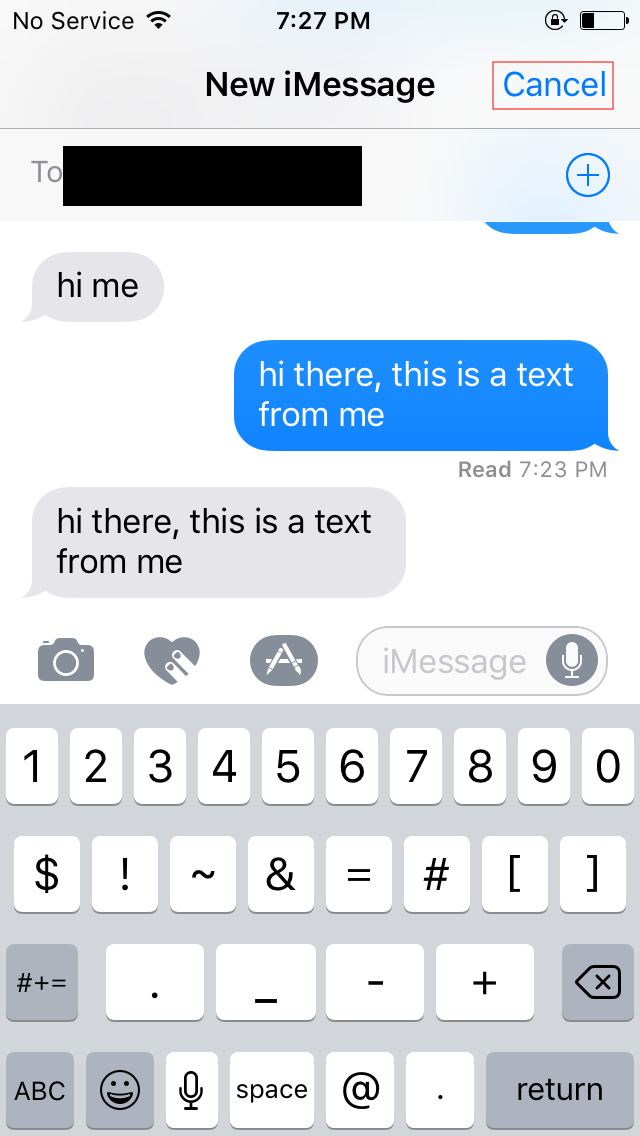 No Service 7:27 PM
New iMessage Cancel
To
hi me
hi there, this is a text
from me
Read 7:23 PM
hi there, this is a text
from me
iMessage
1 2 3 4 5 6 7 8 9 0
$ ! ~ & = # [ ]
#+= . _ - +
ABC space @ . return